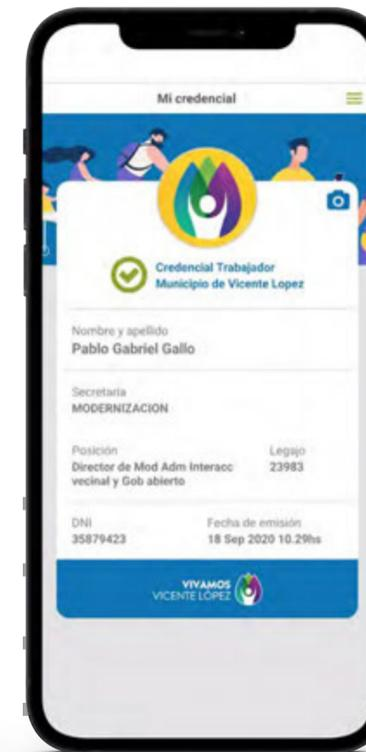 Mi credencial
Credencial Trabajador
Municipio de Vicente Lopez
Nombre y apellido
Pablo Gabriel Gallo
Secretaria
MODERNIZACION
Posición
Legajo
Director de Mod Adm Interacc
23983
vecinal y Gob abierto
DNI
Fecha de emisión
35879423
18 Sep 2020 10.29hs
VIVAMOS
VICENTE LÓPEZ